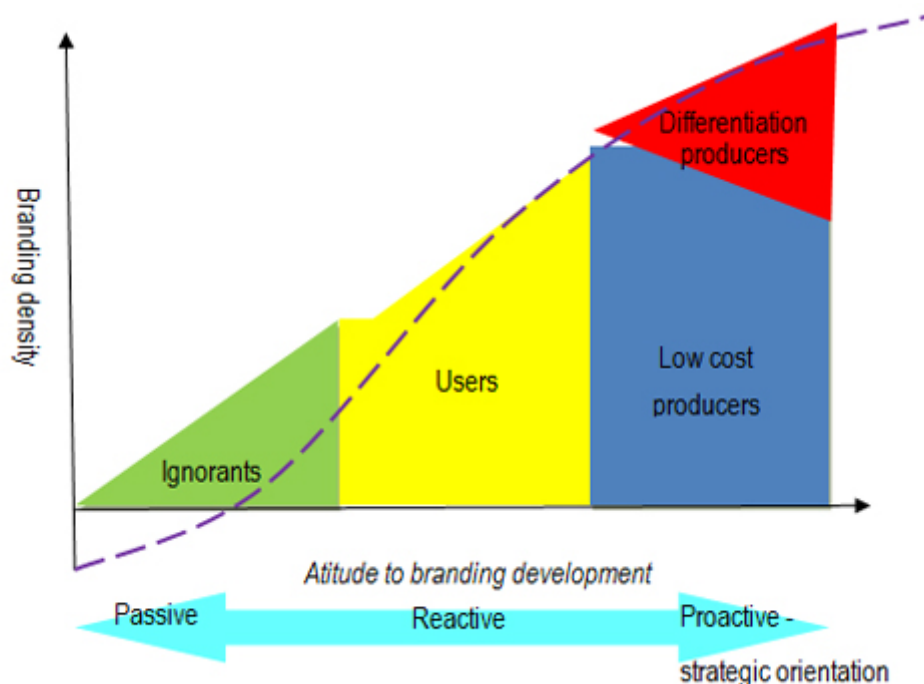 Branding density
Differentiation
producers
Low cost
producers
Users
Ignorants
Atitude to branding development
Passive
Reactive
Proactive -
strategic orientation